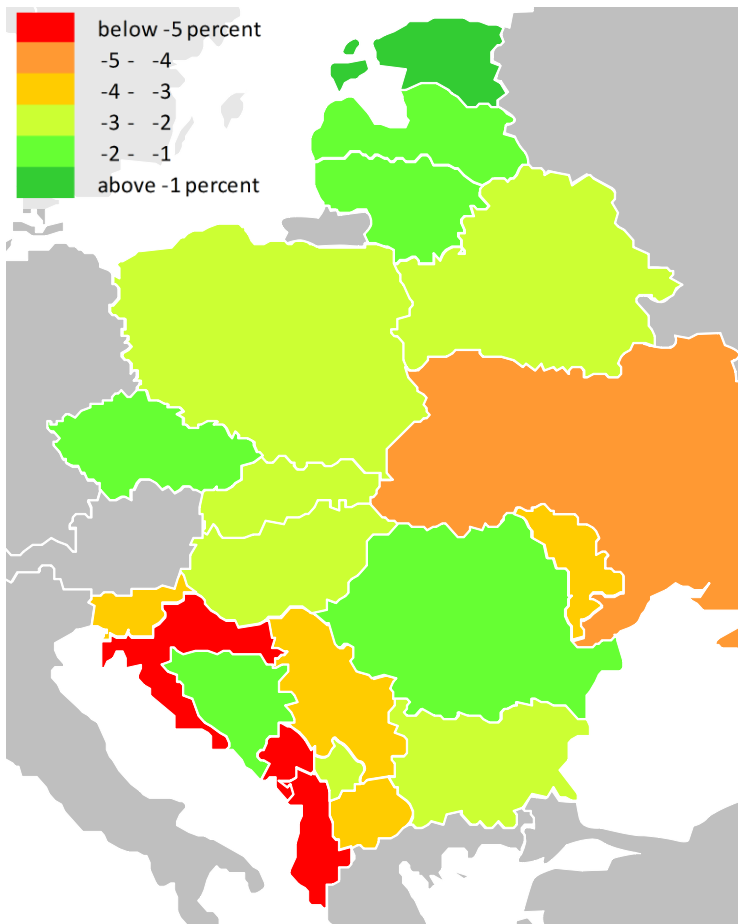 below -5 percent
-5 - -4
-4 - -3
-3 - -2
-2 - -1
above -1 percent